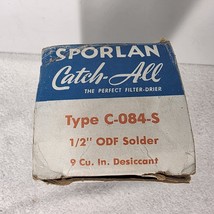 SPORLAN
Catch-All
THE PERFECT FILTER-DRIER
Type C-084-S
1/2" ODF Solder
9 Cu. In. Desiccant